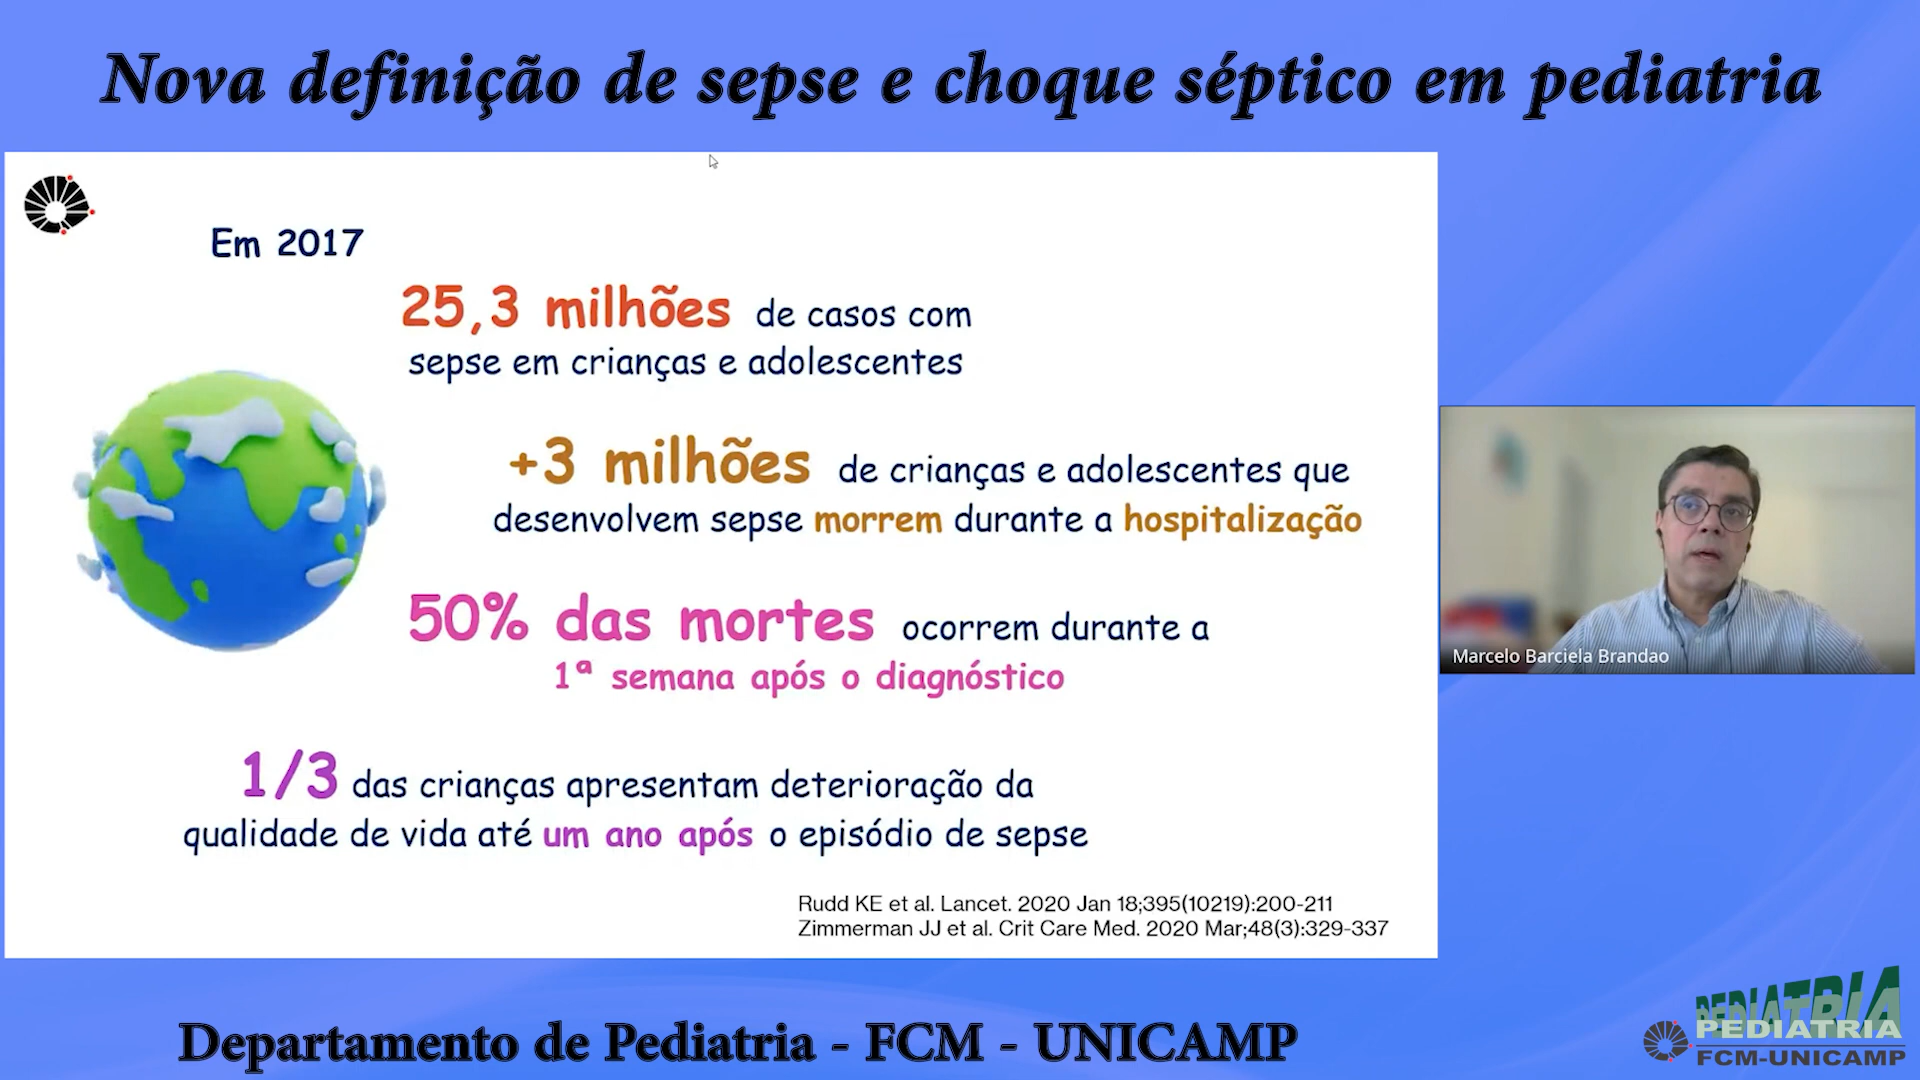 Nova definição de sepse e choque séptico em pediatria
Em 2017
25,3 milhões de casos com
sepse em crianças e adolescentes
+3 milhões de crianças e adolescentes que
desenvolvem sepse morrem durante a hospitalização
50% das mortes ocorrem durante a
1ª semana após o diagnóstico
1/3 das crianças apresentam deterioração da
qualidade de vida até um ano após o episódio de sepse
Rudd KE et al. Lancet. 2020 Jan 18;395(10219):200-211
Zimmerman JJ et al. Crit Care Med. 2020 Mar;48(3):329-337
Marcelo Barciela Brandao
Departamento de Pediatria - FCM - UNICAMP
PEDIATRIA
PEDIATRIA
FCM-UNICAMP